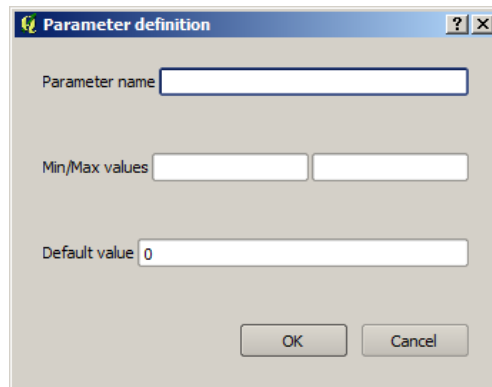 Parameter definition
Parameter name
Min/Max values
Default value 0
OK Cancel